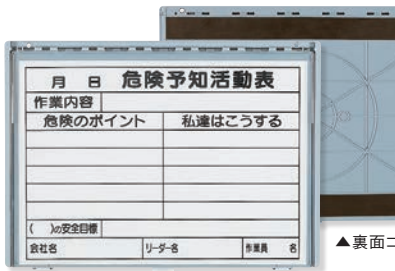 月 日 危険予知活動表
作業内容
危険のポイント 私達はこうする
( )の安全目標
会社名 リーダー名 作業員 名
▲裏面ゴ